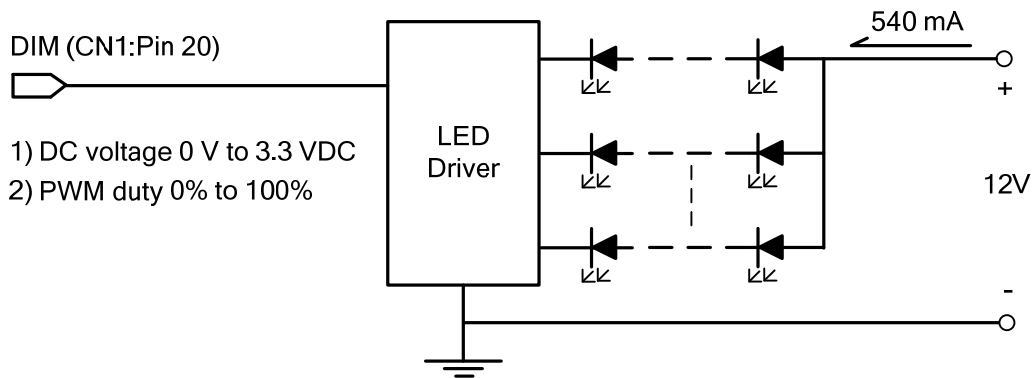 540 mA
DIM (CN1:Pin 20)
+
LED
Driver
1) DC voltage 0 V to 3.3 VDC
2) PWM duty 0% to 100%
12V
-